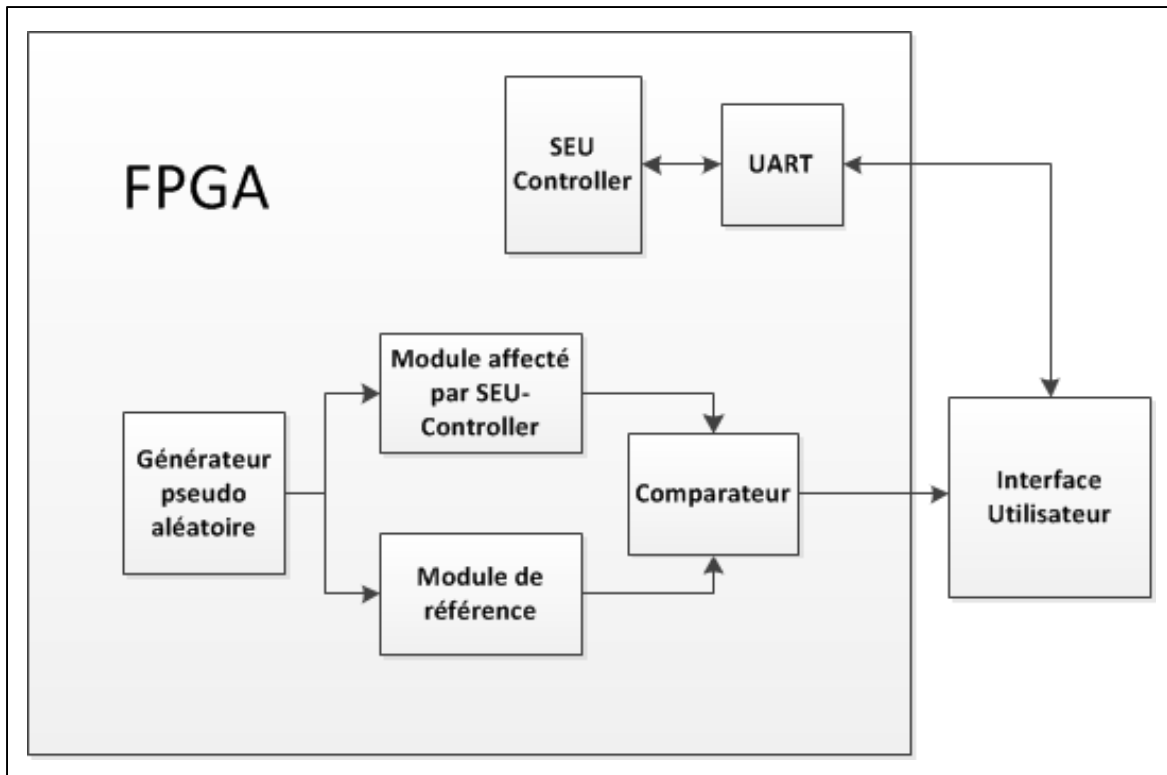 FPGA
SEU
Controller
UART
Module affecté
par SEU-
Controller
Générateur
pseudo
aléatoire
Comparateur
Module de
référence
Interface
Utilisateur